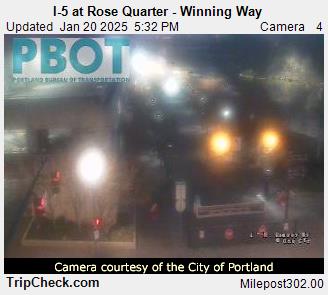 I-5 at Rose Quarter - Winning Way
Updated Jan 20 2025 5:32 PM Camera 4
PBOT
PORTLAND BUREAU OF TRANSPORTATION
Camera courtesy of the City of Portland
TripCheck.com Milepost302.00